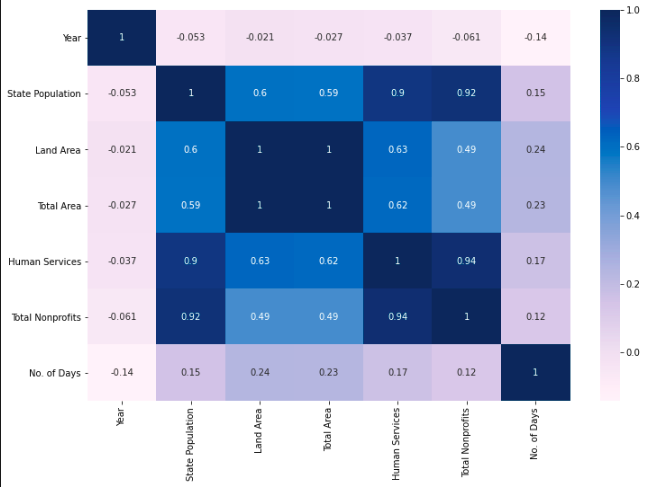 Year 1 -0.053 -0.021 -0.027 -0.037 -0.061 -0.14
State Population -0.053 1 0.6 0.59 0.9 0.92 0.15
Land Area -0.021 0.6 1 1 0.63 0.49 0.24
Total Area -0.027 0.59 1 1 0.62 0.49 0.23
Human Services -0.037 0.9 0.63 0.62 1 0.94 0.17
Total Nonprofits -0.061 0.92 0.49 0.49 0.94 1 0.12
No. of Days -0.14 0.15 0.24 0.23 0.17 0.12 1
Year
State Population
Land Area
Total Area
Human Services
Total Nonprofits
No. of Days
1.0
0.8
0.6
0.4
0.2
0.0